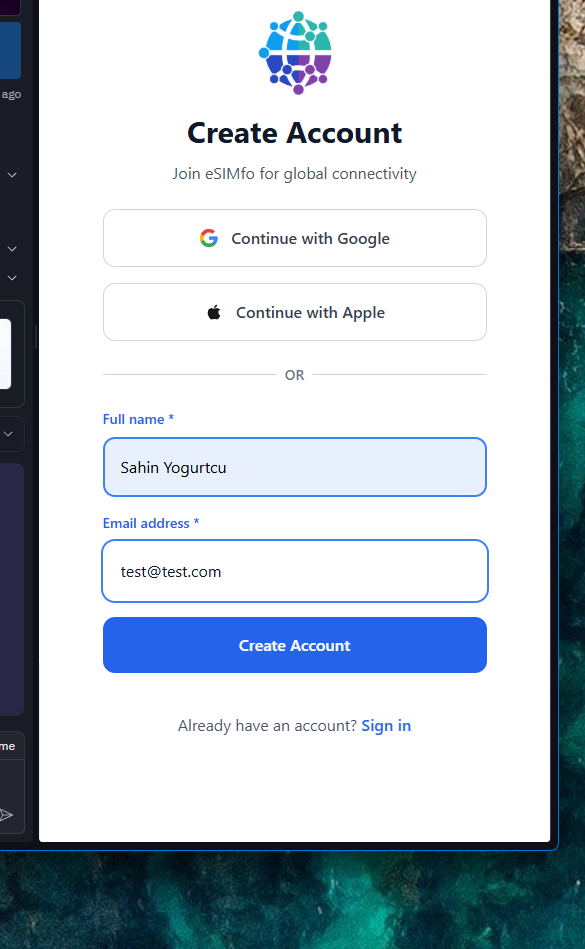 ago
Create Account
Join eSIMfo for global connectivity
Continue with Google
Continue with Apple
OR
Full name *
Sahin Yogurtcu
Email address *
test@test.com
Create Account
Already have an account? Sign in
me